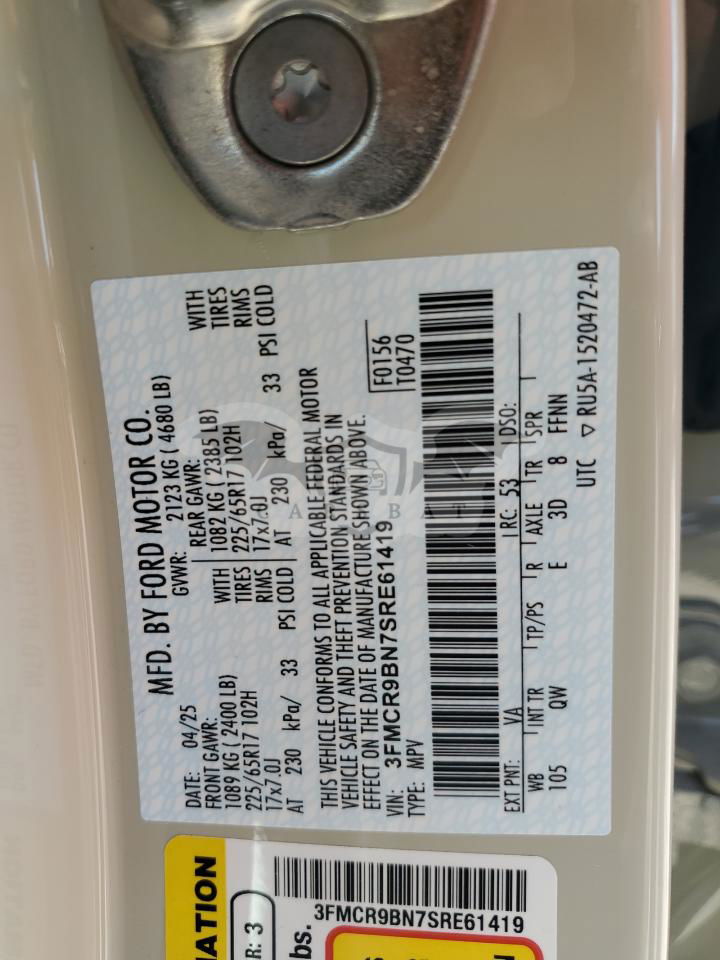 MFD. BY FORD MOTOR CO.
DATE: 04/25 GVWR: 2123 KG ( 4680 LB)
FRONT GAWR: REAR GAWR:
1089 KG ( 2400 LB) WITH 1082 KG ( 2385 LB) WITH
225/65R17 102H TIRES 225/65R17 102H TIRES
17x7.0J RIMS 17x7.0J RIMS
AT 230 kPa/ 33 PSI COLD AT 230 kPa/ 33 PSI COLD
THIS VEHICLE CONFORMS TO ALL APPLICABLE FEDERAL MOTOR
VEHICLE SAFETY AND THEFT PREVENTION STANDARDS IN
EFFECT ON THE DATE OF MANUFACTURE SHOWN ABOVE.
VIN: 3FMCR9BN7SRE61419 F0156
TYPE: MPV T0470
EXT PNT: VA RC: 53 DSO:
WB INT TR TP/PS R AXLE TR SPR
105 QW E 3D 8 FFNN
UTC ▽ RU5A-1520472-AB
AUTOBAT
NATION
R: 3
bs.
3FMCR9BN7SRE61419